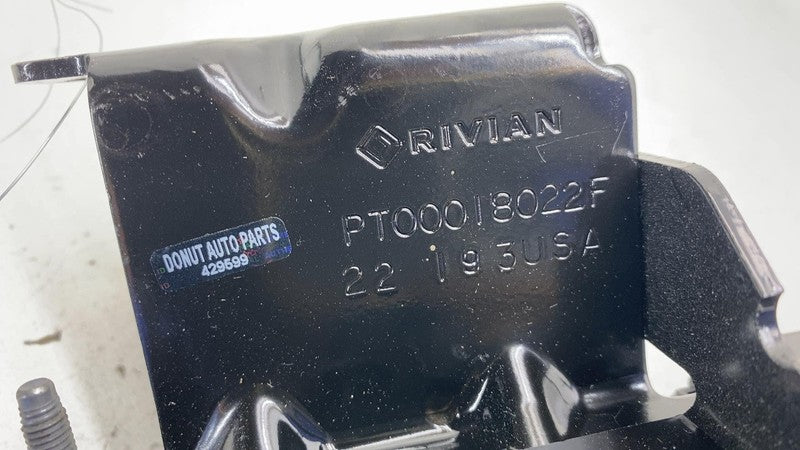 RIVIAN
PT00018022F
22 193USA
DONUT AUTO PARTS
429599